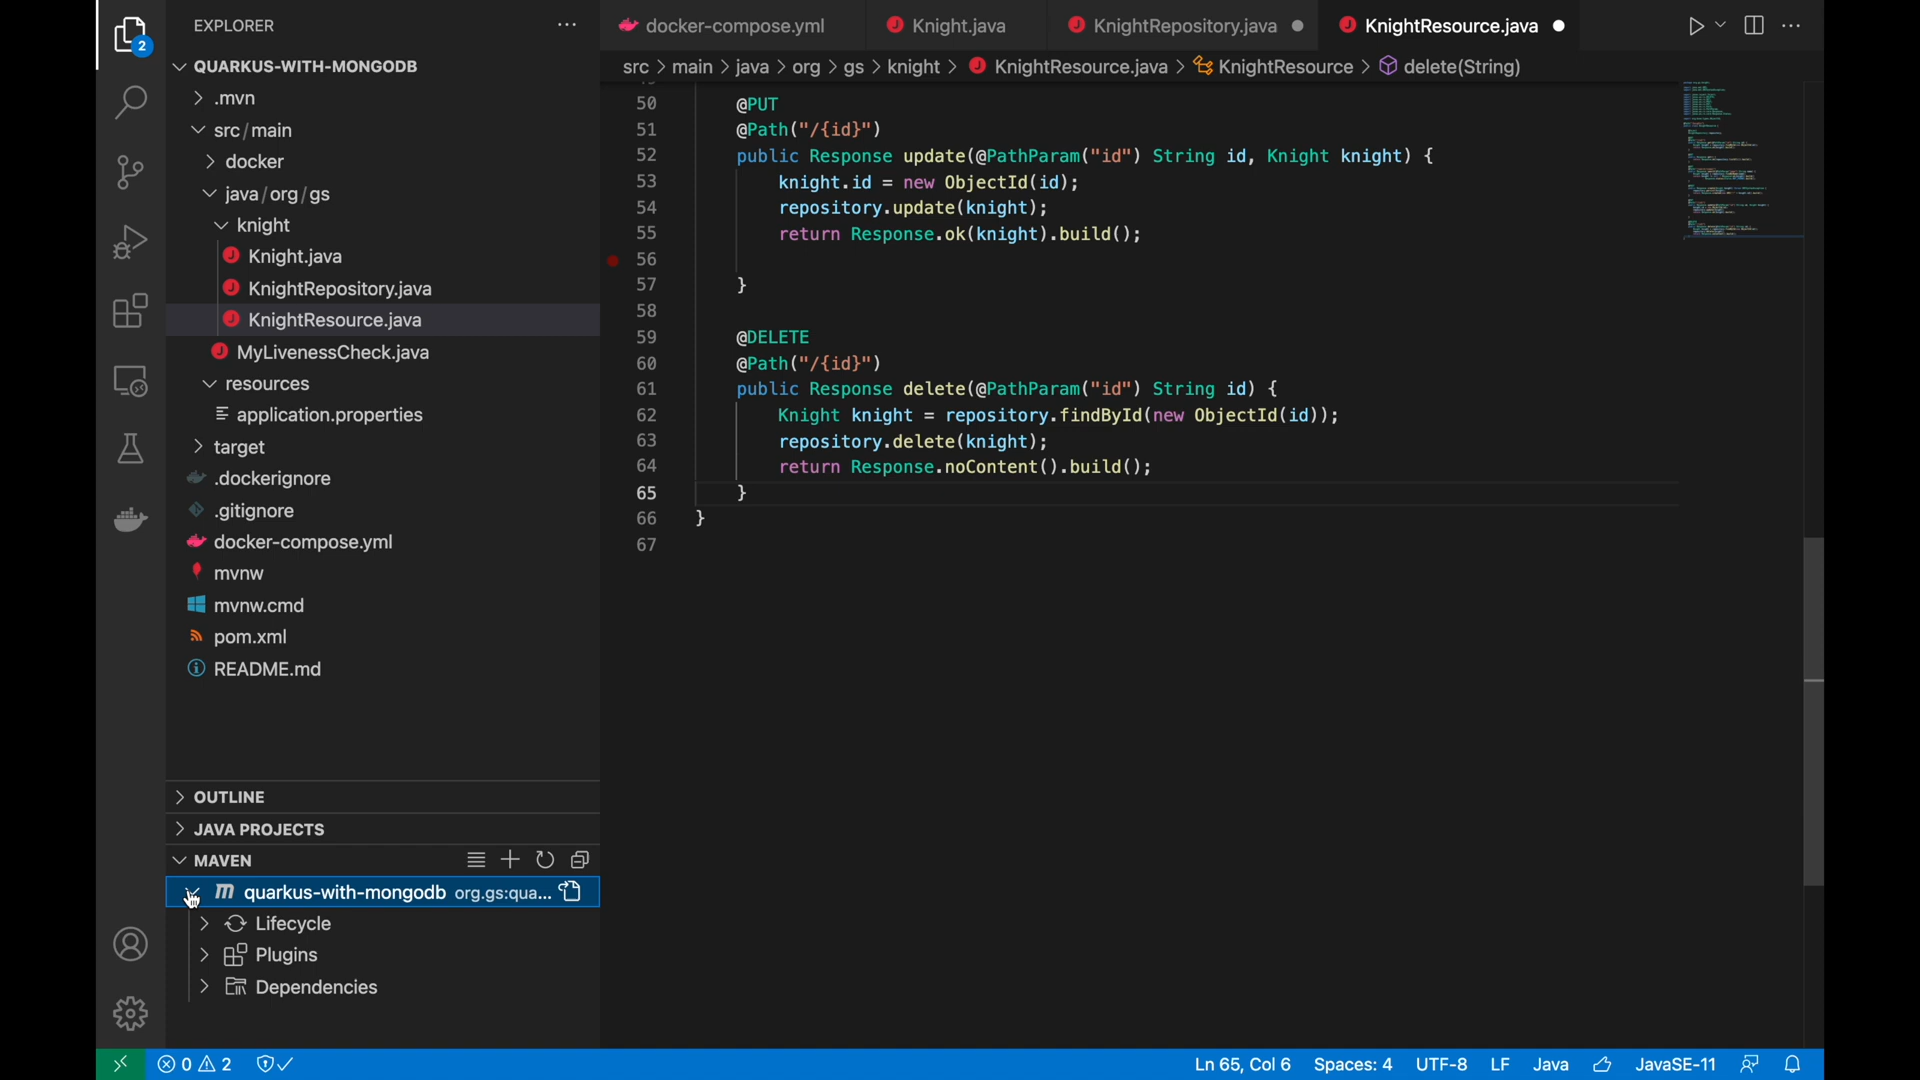 EXPLORER
docker-compose.yml
Knight.java
KnightRepository.java
KnightResource.java
2
src > main > java > org > gs > knight > KnightResource.java > KnightResource > delete(String)
QUARKUS-WITH-MONGODB
.mvn
src/main
docker
java/org/gs
knight
Knight.java
KnightRepository.java
KnightResource.java
MyLivenessCheck.java
resources
application.properties
target
.dockerignore
.gitignore
docker-compose.yml
mvnw
mvnw.cmd
pom.xml
README.md
OUTLINE
JAVA PROJECTS
MAVEN
quarkus-with-mongodb org.gs:qua...
Lifecycle
Plugins
Dependencies
50 @PUT
51 @Path("/{id}")
52 public Response update(@PathParam("id") String id, Knight knight) {
53 knight.id = new ObjectId(id);
54 repository.update(knight);
55 return Response.ok(knight).build();
56
57 }
58
59 @DELETE
60 @Path("/{id}")
61 public Response delete(@PathParam("id") String id) {
62 Knight knight = repository.findById(new ObjectId(id));
63 repository.delete(knight);
64 return Response.noContent().build();
65 }
66 }
67
0 2
Ln 65, Col 6
Spaces: 4
UTF-8
LF
Java
JavaSE-11